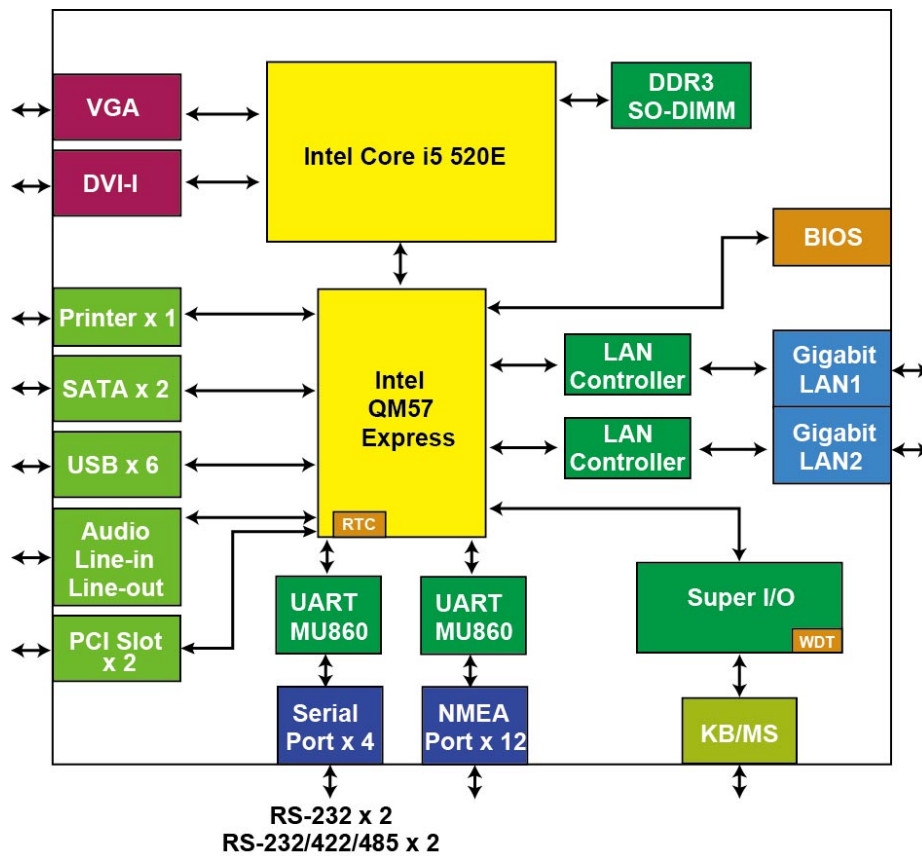 VGA
DVI-I
Intel Core i5 520E
DDR3
SO-DIMM
BIOS
Printer x 1
SATA x 2
USB x 6
Audio
Line-in
Line-out
PCI Slot
x 2
Intel
QM57
Express
RTC
LAN
Controller
Gigabit
LAN1
LAN
Controller
Gigabit
LAN2
UART
MU860
UART
MU860
Super I/O
WDT
Serial
Port x 4
NMEA
Port x 12
KB/MS
RS-232 x 2
RS-232/422/485 x 2